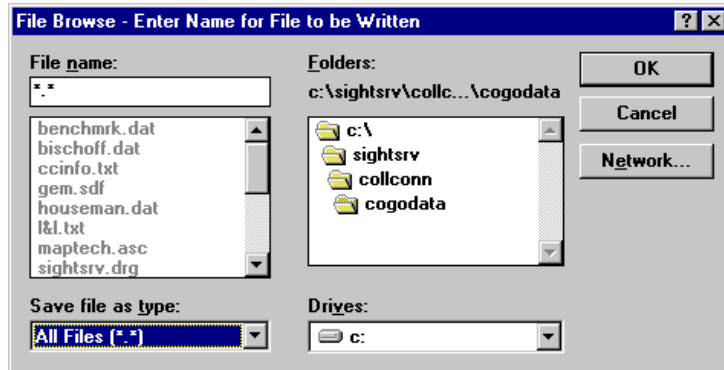 File Browse - Enter Name for File to be Written
File name:
*.*
benchmrk.dat
bischoff.dat
ccinfo.txt
gem.sdf
houseman.dat
l&l.txt
maptech.asc
sightsrv.drg
Save file as type:
All Files (*.*)
Folders:
c:\sightsrv\collc...\cogodata
c:\
sightsrv
collconn
cogodata
Drives:
c:
OK
Cancel
Network...